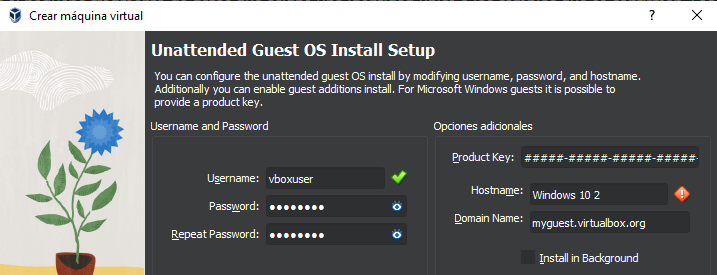 Crear máquina virtual
Unattended Guest OS Install Setup
You can configure the unattended guest OS install by modifying username, password, and hostname.
Additionally you can enable guest additions install. For Microsoft Windows guests it is possible to
provide a product key.
Username and Password
Username: vboxuser
Password: ●●●●●●●●
Repeat Password: ●●●●●●●●
Opciones adicionales
Product Key: #####-#####-#####-#####-
Hostname: Windows 10 2
Domain Name: myguest.virtualbox.org
Install in Background